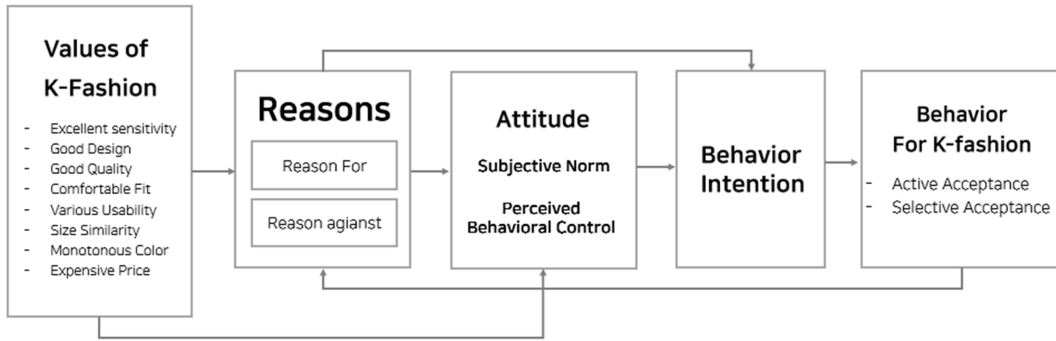 Values of
K-Fashion
- Excellent sensitivity
- Good Design
- Good Quality
- Comfortable Fit
- Various Usability
- Size Similarity
- Monotonous Color
- Expensive Price
Reasons
Reason For
Reason agianst
Attitude
Subjective Norm
Perceived
Behavioral Control
Behavior
Intention
Behavior
For K-fashion
- Active Acceptance
- Selective Acceptance